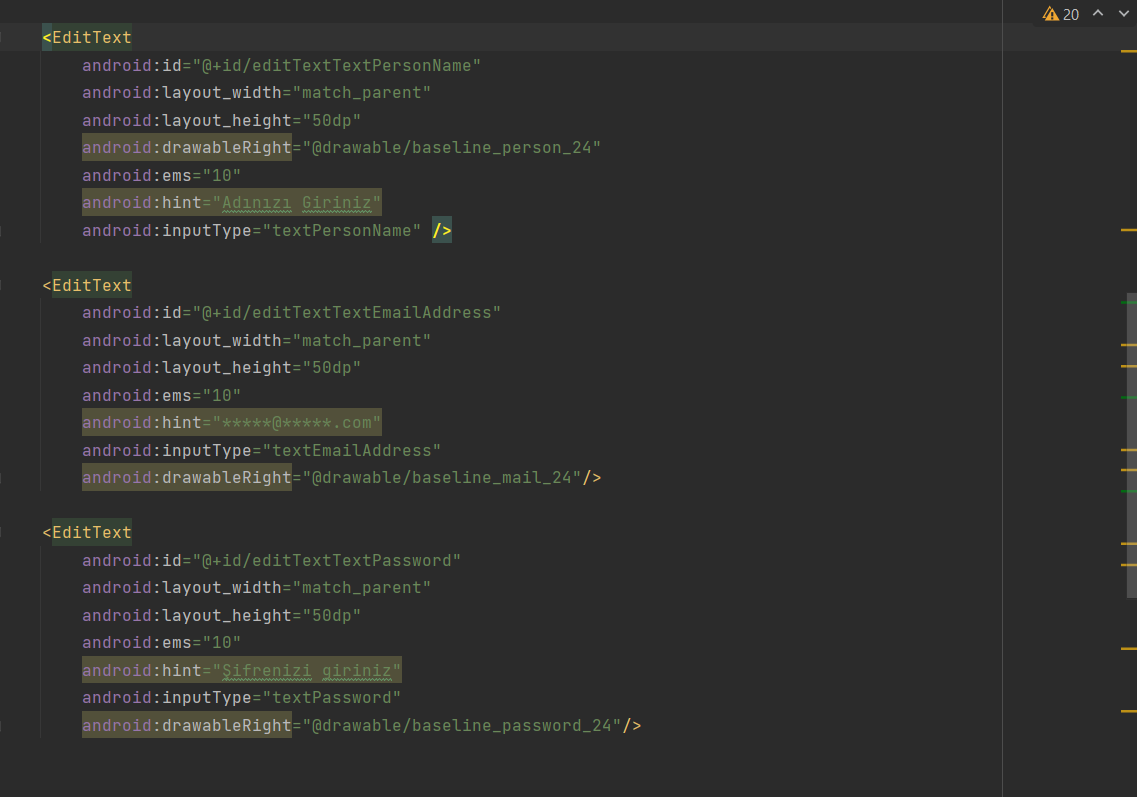 20
<EditText
android:id="@+id/editTextTextPersonName"
android:layout_width="match_parent"
android:layout_height="50dp"
android:drawableRight="@drawable/baseline_person_24"
android:ems="10"
android:hint="Adınızı Giriniz"
android:inputType="textPersonName" />
<EditText
android:id="@+id/editTextTextEmailAddress"
android:layout_width="match_parent"
android:layout_height="50dp"
android:ems="10"
android:hint="*****@*****.com"
android:inputType="textEmailAddress"
android:drawableRight="@drawable/baseline_mail_24"/>
<EditText
android:id="@+id/editTextTextPassword"
android:layout_width="match_parent"
android:layout_height="50dp"
android:ems="10"
android:hint="Şifrenizi giriniz"
android:inputType="textPassword"
android:drawableRight="@drawable/baseline_password_24"/>